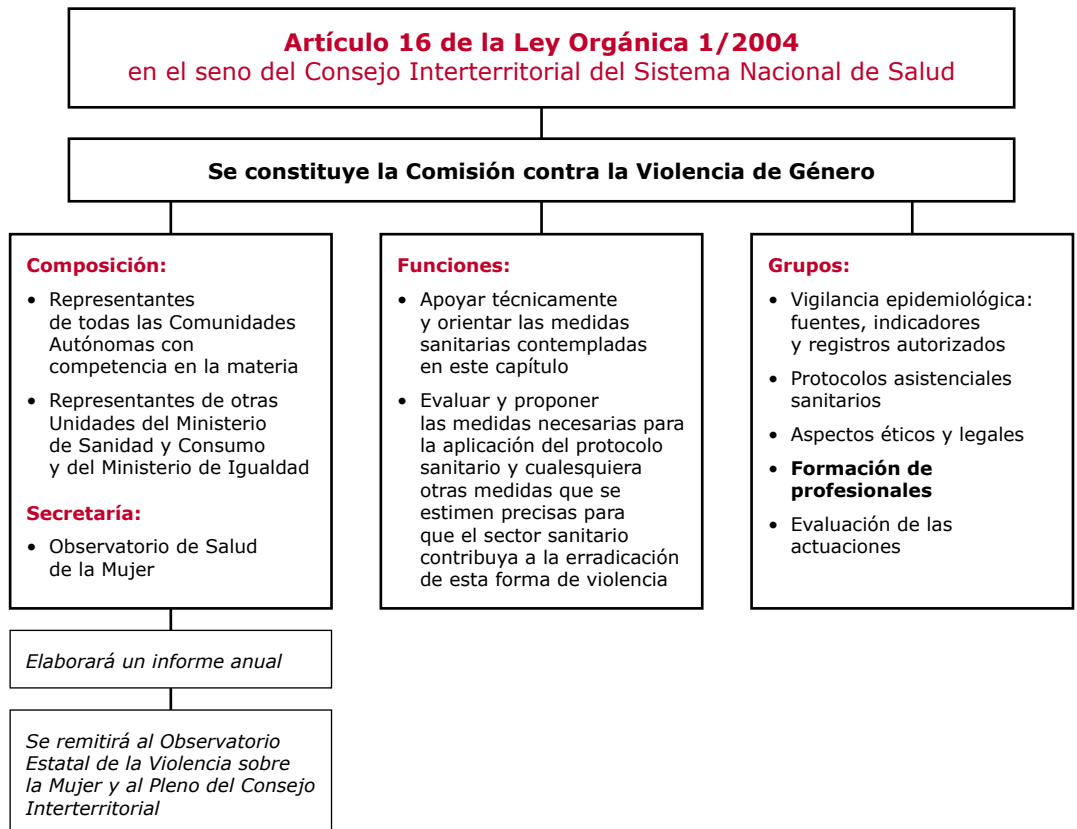 Artículo 16 de la Ley Orgánica 1/2004
en el seno del Consejo Interterritorial del Sistema Nacional de Salud
Se constituye la Comisión contra la Violencia de Género
Composición:
• Representantes
de todas las Comunidades
Autónomas con
competencia en la materia
• Representantes de otras
Unidades del Ministerio
de Sanidad y Consumo
y del Ministerio de Igualdad
Secretaría:
• Observatorio de Salud
de la Mujer
Elaborará un informe anual
Se remitirá al Observatorio
Estatal de la Violencia sobre
la Mujer y al Pleno del Consejo
Interterritorial
Funciones:
• Apoyar técnicamente
y orientar las medidas
sanitarias contempladas
en este capítulo
• Evaluar y proponer
las medidas necesarias para
la aplicación del protocolo
sanitario y cualesquiera
otras medidas que se
estimen precisas para
que el sector sanitario
contribuya a la erradicación
de esta forma de violencia
Grupos:
• Vigilancia epidemiológica:
fuentes, indicadores
y registros autorizados
• Protocolos asistenciales
sanitarios
• Aspectos éticos y legales
• Formación de
profesionales
• Evaluación de las
actuaciones